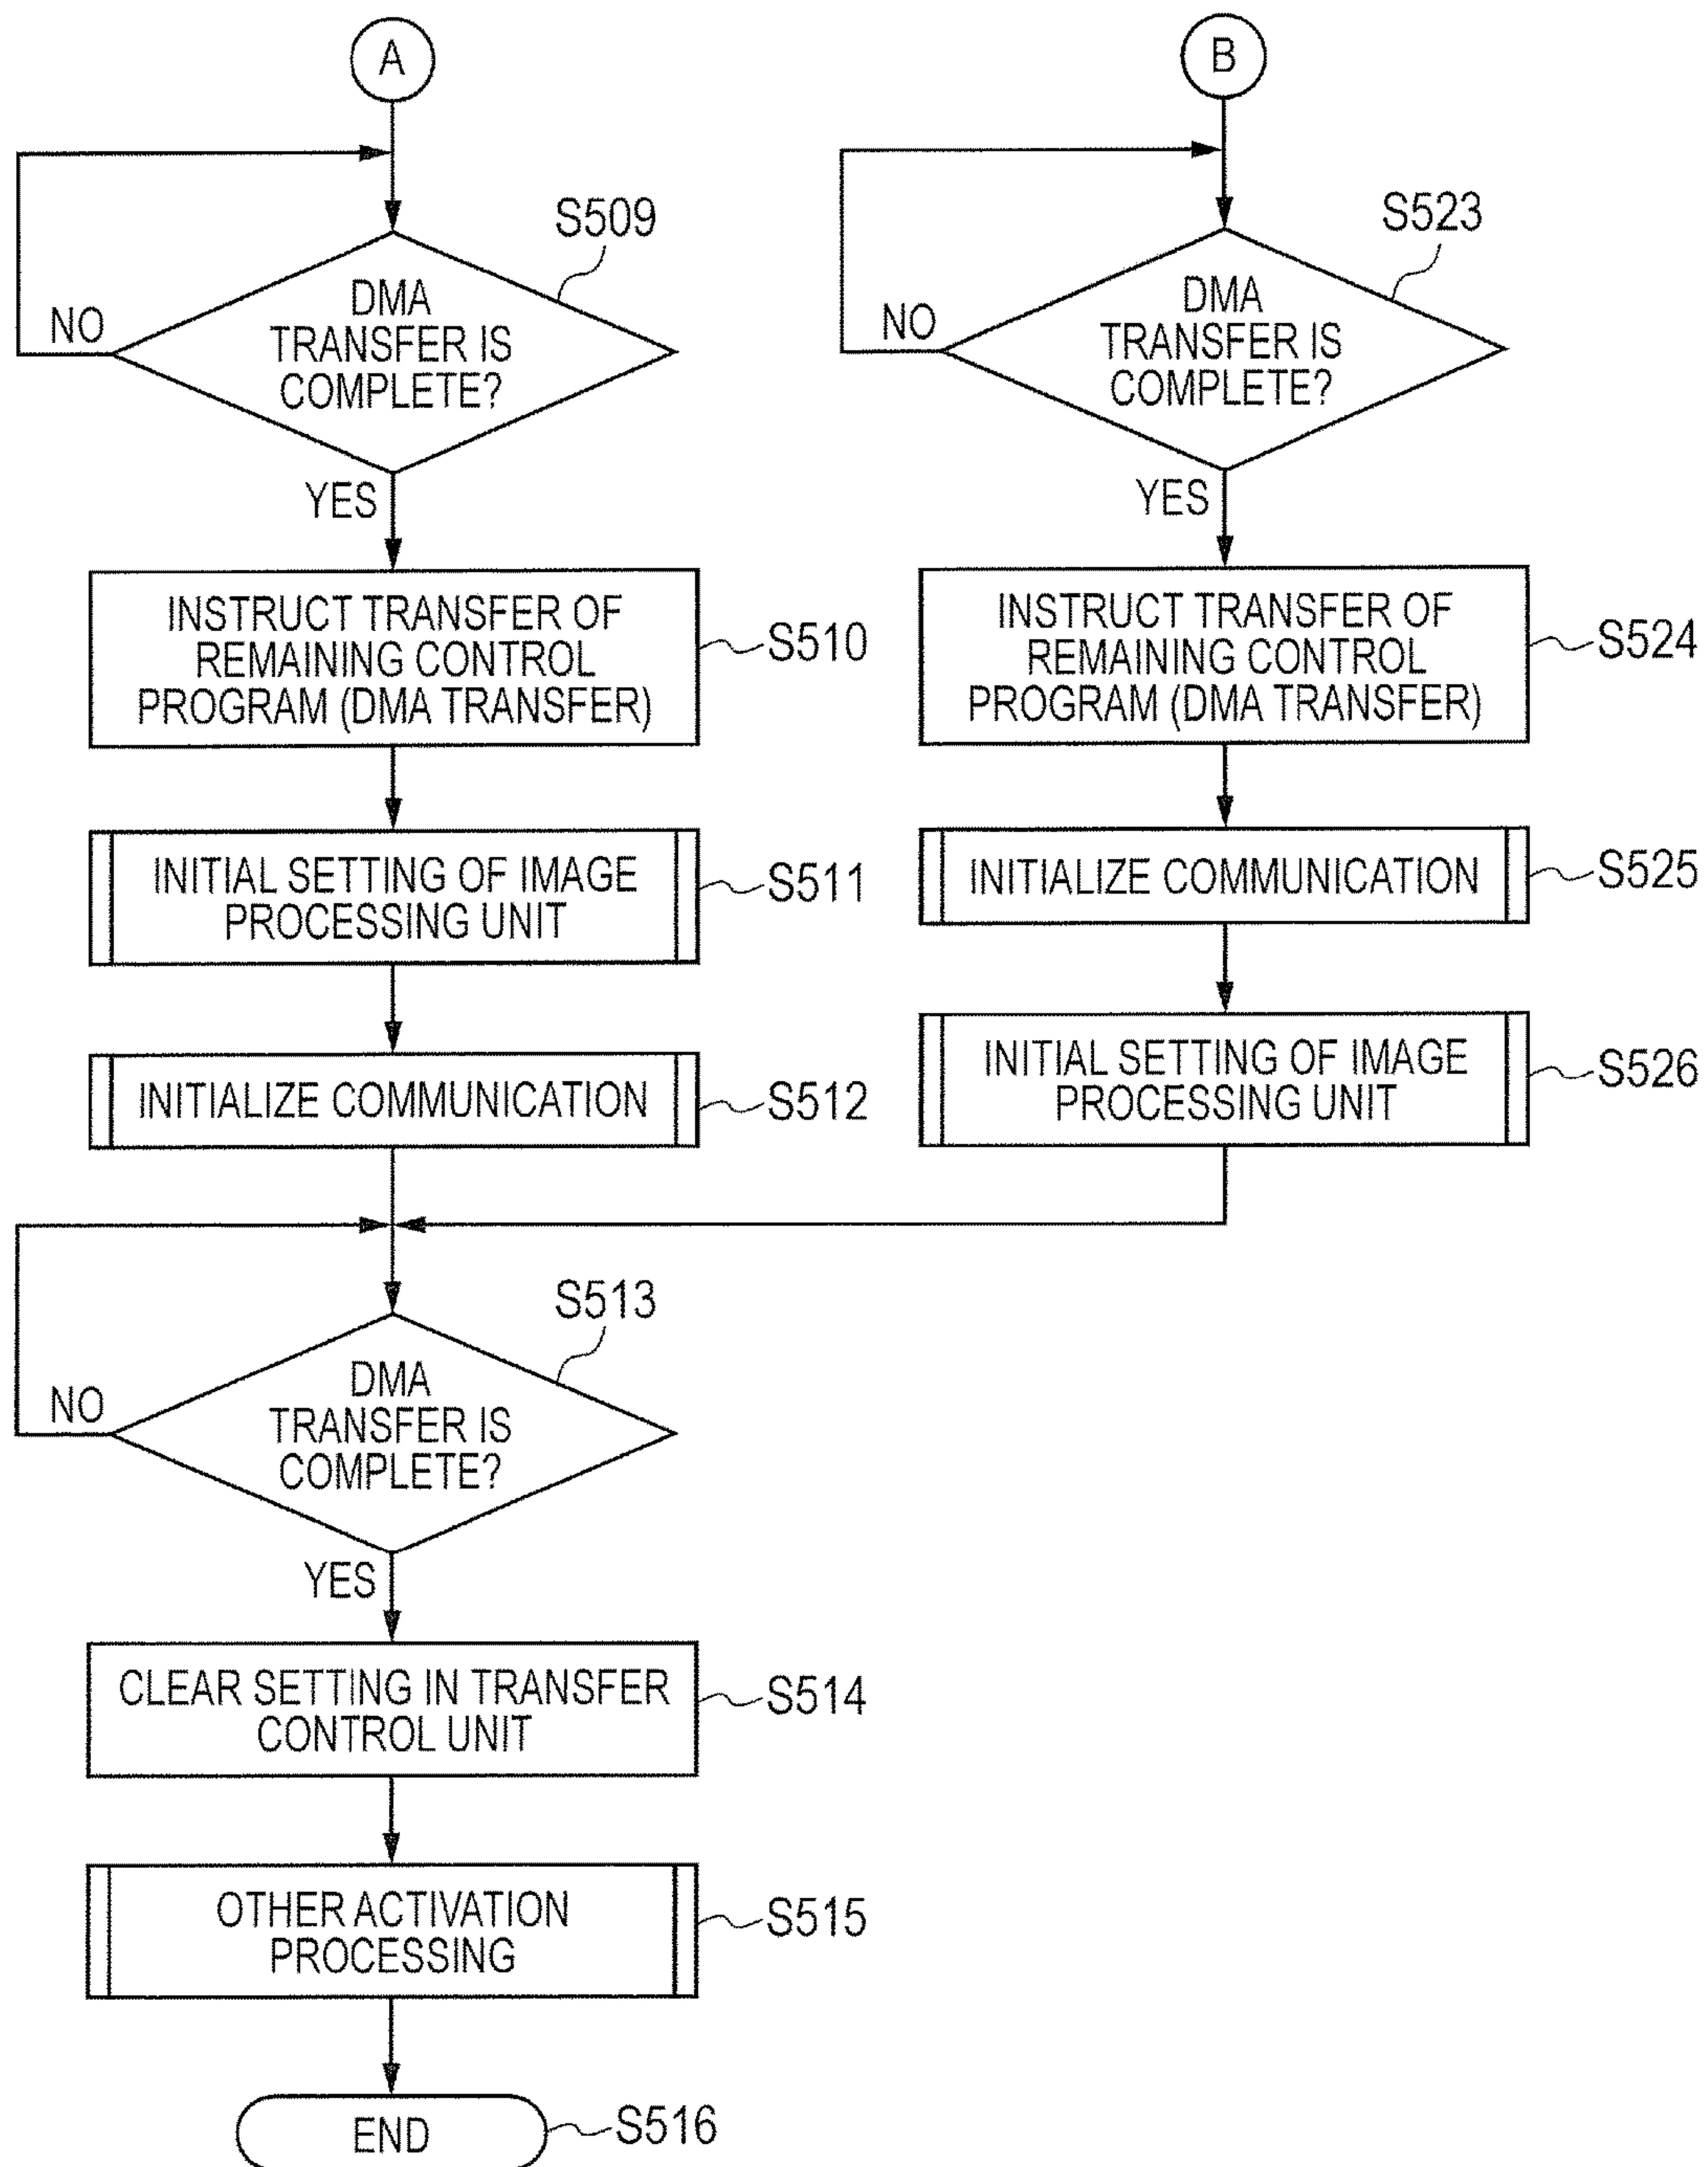 A
S509
DMA
TRANSFER IS
COMPLETE?
NO
YES
INSTRUCT TRANSFER OF
REMAINING CONTROL
PROGRAM (DMA TRANSFER)
S510
INITIAL SETTING OF IMAGE
PROCESSING UNIT
S511
INITIALIZE COMMUNICATION
S512
B
S523
DMA
TRANSFER IS
COMPLETE?
NO
YES
INSTRUCT TRANSFER OF
REMAINING CONTROL
PROGRAM (DMA TRANSFER)
S524
INITIALIZE COMMUNICATION
S525
INITIAL SETTING OF IMAGE
PROCESSING UNIT
S526
S513
DMA
TRANSFER IS
COMPLETE?
NO
YES
CLEAR SETTING IN TRANSFER
CONTROL UNIT
S514
OTHER ACTIVATION
PROCESSING
S515
END
S516